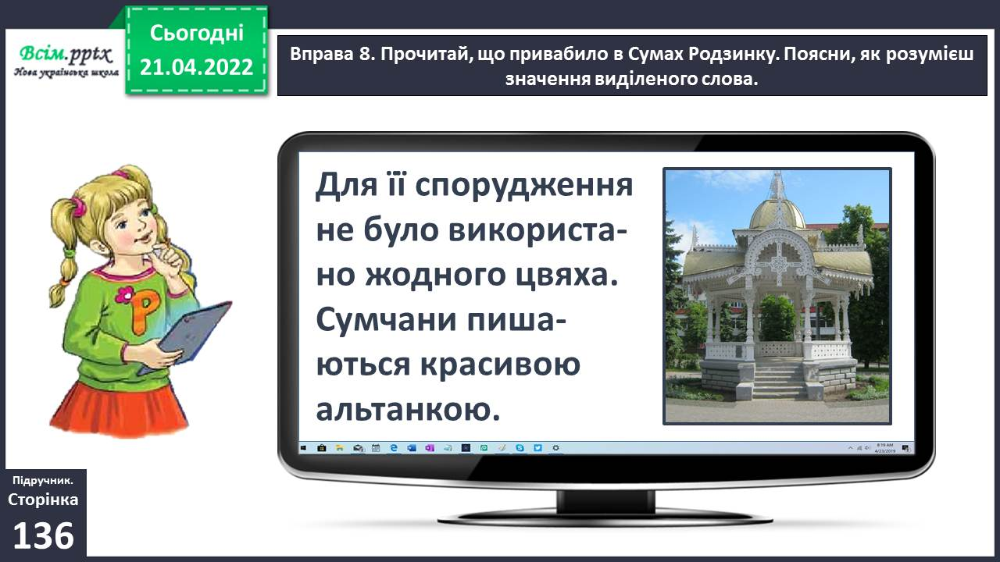 Всім.pptx
Нова українська школа
Сьогодні
21.04.2022
Вправа 8. Прочитай, що привабило в Сумах Родзинку. Поясни, як розумієш
значення виділеного слова.
Р
Для її спорудження
не було використа-
но жодного цвяха.
Сумчани пиша-
ються красивою
альтанкою.
8:19 AM
4/23/2019
Підручник.
Сторінка
136